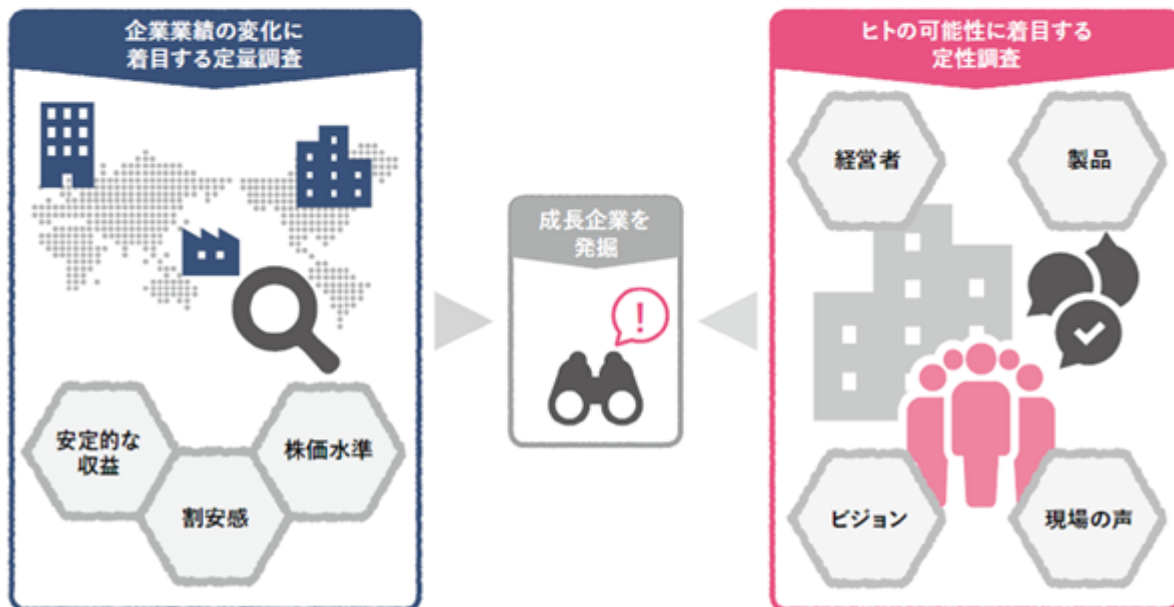 企業業績の変化に
着目する定量調査
安定的な
収益
割安感
株価水準
成長企業を
発掘
!
ヒトの可能性に着目する
定性調査
経営者
製品
ビジョン
現場の声